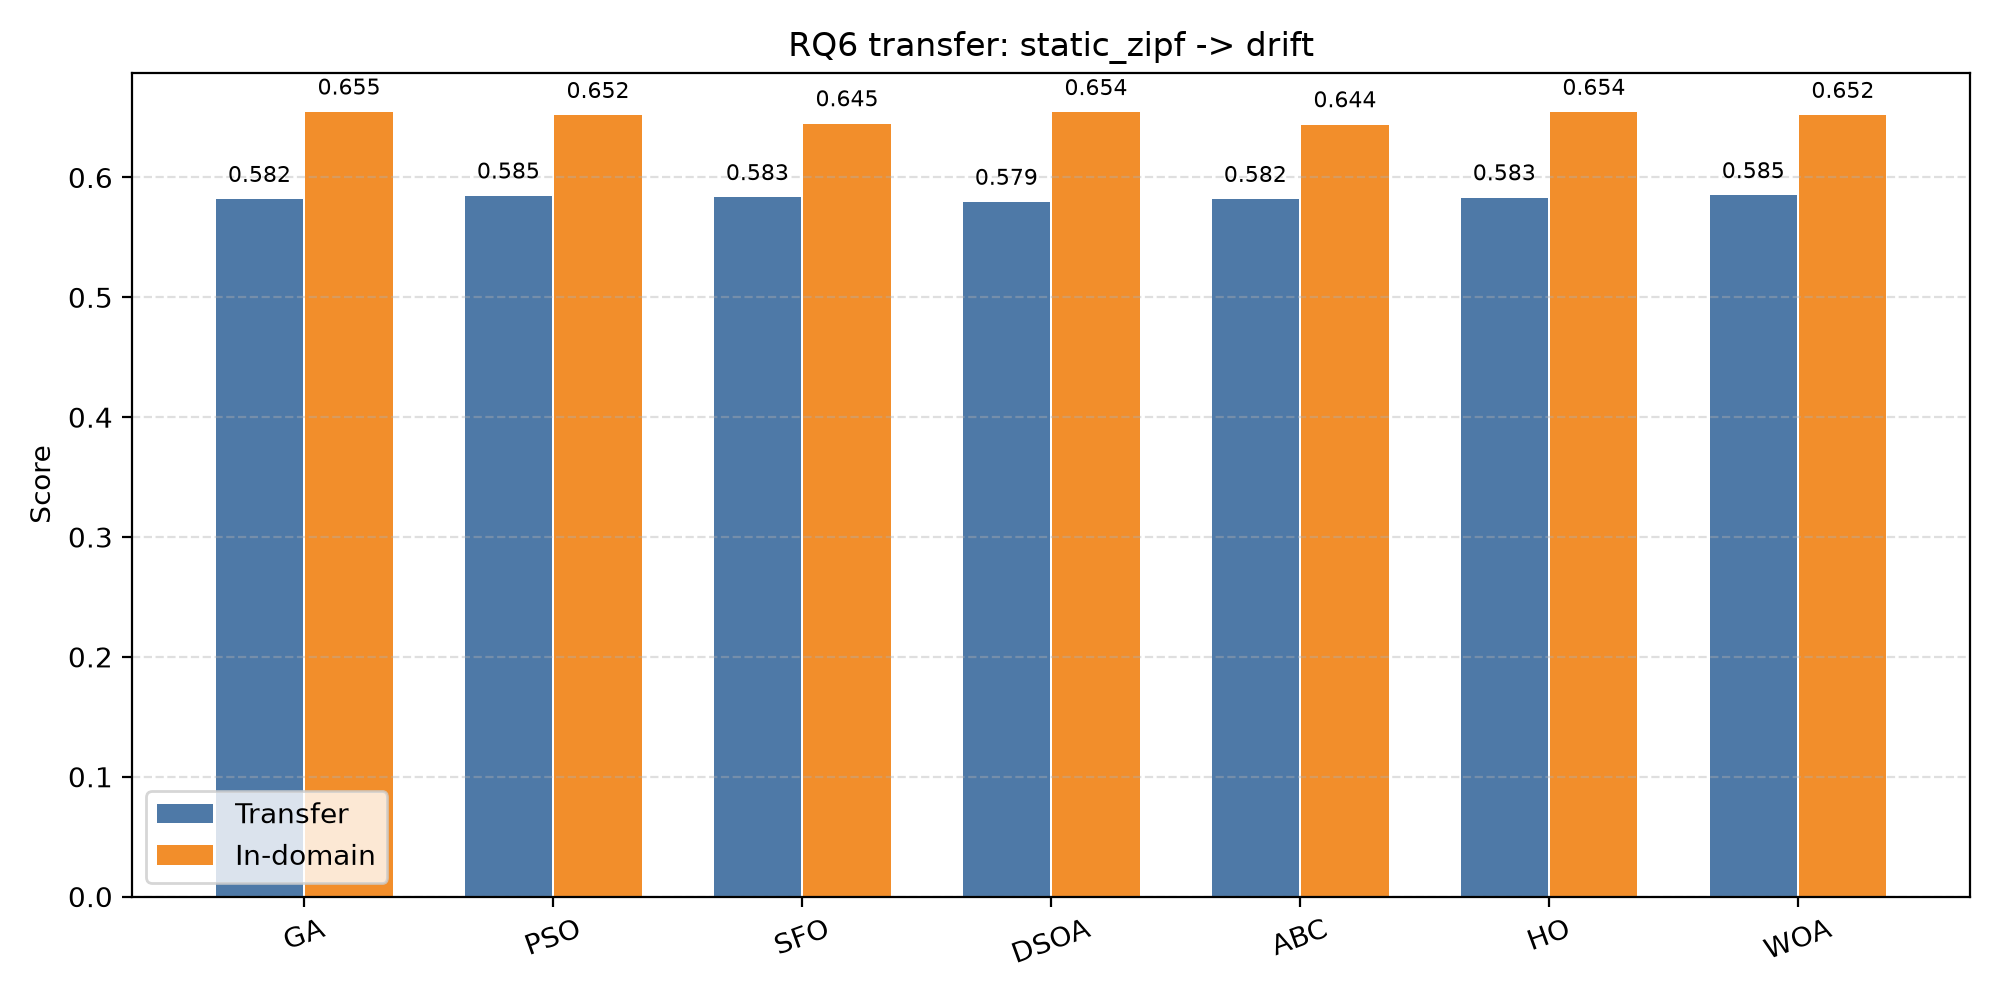 RQ6 transfer: static_zipf -> drift
0.655
0.652
0.645
0.654
0.644
0.654
0.652
0.582
0.585
0.583
0.579
0.582
0.583
0.585
0.6
0.5
0.4
0.3
0.2
0.1
0.0
Score
Transfer
In-domain
GA
PSO
SFO
DSOA
ABC
HO
WOA